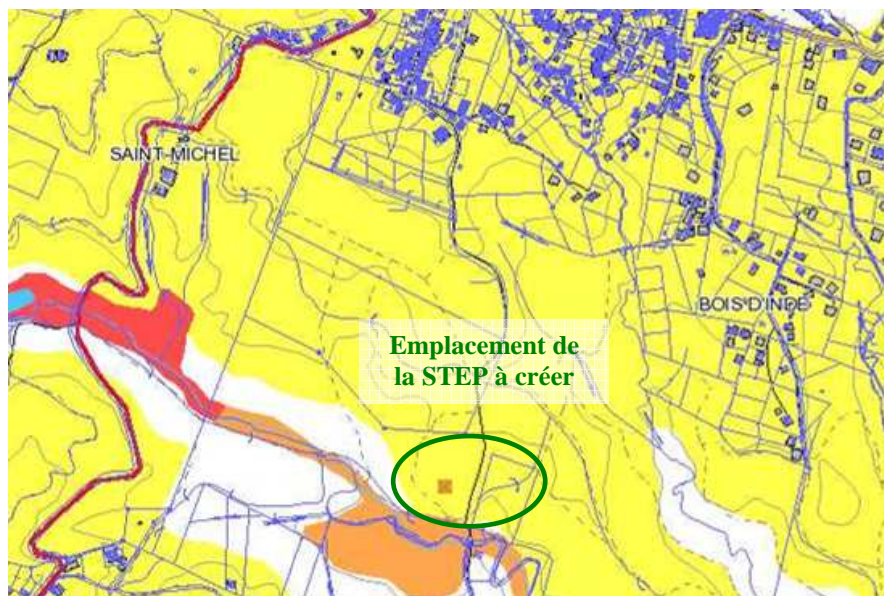 SAINT-MICHEL
BOIS D'INDE
Emplacement de
la STEP à créer